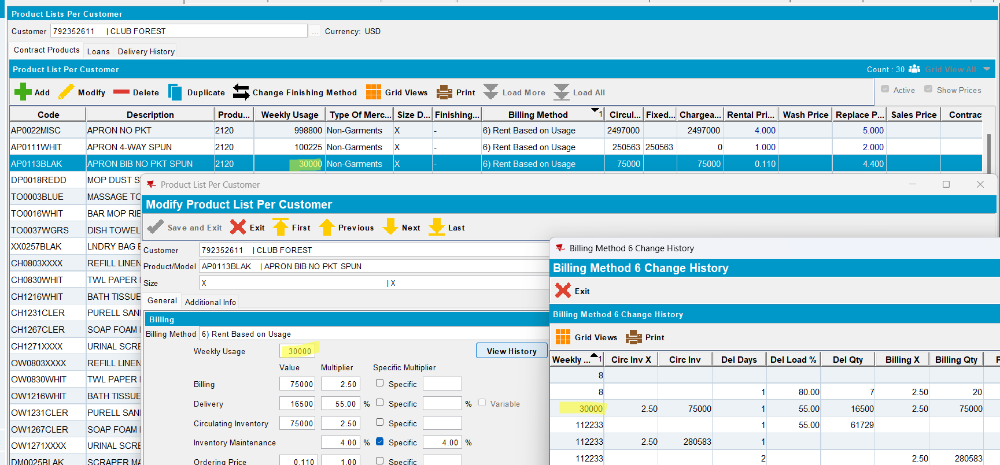 Product Lists Per Customer
Customer 792352611 | CLUB FOREST ... Currency: USD
Contract Products Loans Delivery History
Product List Per Customer Count : 30 Grid View All
Add Modify Delete Duplicate Change Finishing Method Grid Views Print Load More Load All Active Show Prices
Code Description Produ... Weekly Usage Type Of Merc... Size D... Finishing... Billing Method 1 Circul... Fixed... Chargea... Rental Pri... Wash Price Replace P... Sales Price Contrac
AP0022MISC APRON NO PKT 2120 998800 Non-Garments X - 6) Rent Based on Usage 2497000 2497000 4.000 5.000
AP0111WHIT APRON 4-WAY SPUN 2120 100225 Non-Garments X - 6) Rent Based on Usage 250563 250563 0 1.000 2.000
AP0113BLAK APRON BIB NO PKT SPUN 2120 30000 Non-Garments X - 6) Rent Based on Usage 75000 75000 0.110 4.400
DP0018REDD MOP DUST S
TO0003BLUE MASSAGE TO
TO0016WHIT BAR MOP RIB
TO0037WGRS DISH TOWEL
XX0257BLAK LNDRY BAG
CH0803XXXX REFILL LINEN
CH0830WHIT TWL PAPER
CH1216WHIT BATH TISSUE
CH1231CLER PURELL SANI
CH1267CLER SOAP FOAM
CH1271XXXX URINAL SCRE
OW0803XXXX REFILL LINEN
OW0830WHIT TWL PAPER
OW1216WHIT BATH TISSUE
OW1231CLER PURELL SANI
OW1267CLER SOAP FOAM
OW1271XXXX URINAL SCRE
DM0025BLAK SCRAPER MA
Product List Per Customer
Modify Product List Per Customer
Save and Exit Exit First Previous Next Last
Customer 792352611 | CLUB FOREST
Product/Model AP0113BLAK | APRON BIB NO PKT SPUN
Size X | X
General Additional Info
Billing
Billing Method 6) Rent Based on Usage
Weekly Usage 30000 View History
Value Multiplier Specific Multiplier
Billing 75000 2.50 Specific
Delivery 16500 55.00 % Specific % Variable
Circulating Inventory 75000 2.50 Specific
Inventory Maintenance 4.00 % Specific 4.00 %
Ordering Price 0.110 1.00 Specific
Billing Method 6 Change History
Billing Method 6 Change History
Exit
Billing Method 6 Change History
Grid Views Print
Weekly ... 1 Circ Inv X Circ Inv Del Days Del Load % Del Qty Billing X Billing Qty
8
8 1 80.00 7 2.50 20
30000 2.50 75000 1 55.00 16500 2.50 75000
112233 1 55.00 61729
112233 2.50 280583 1
112233 2 2.50 280583